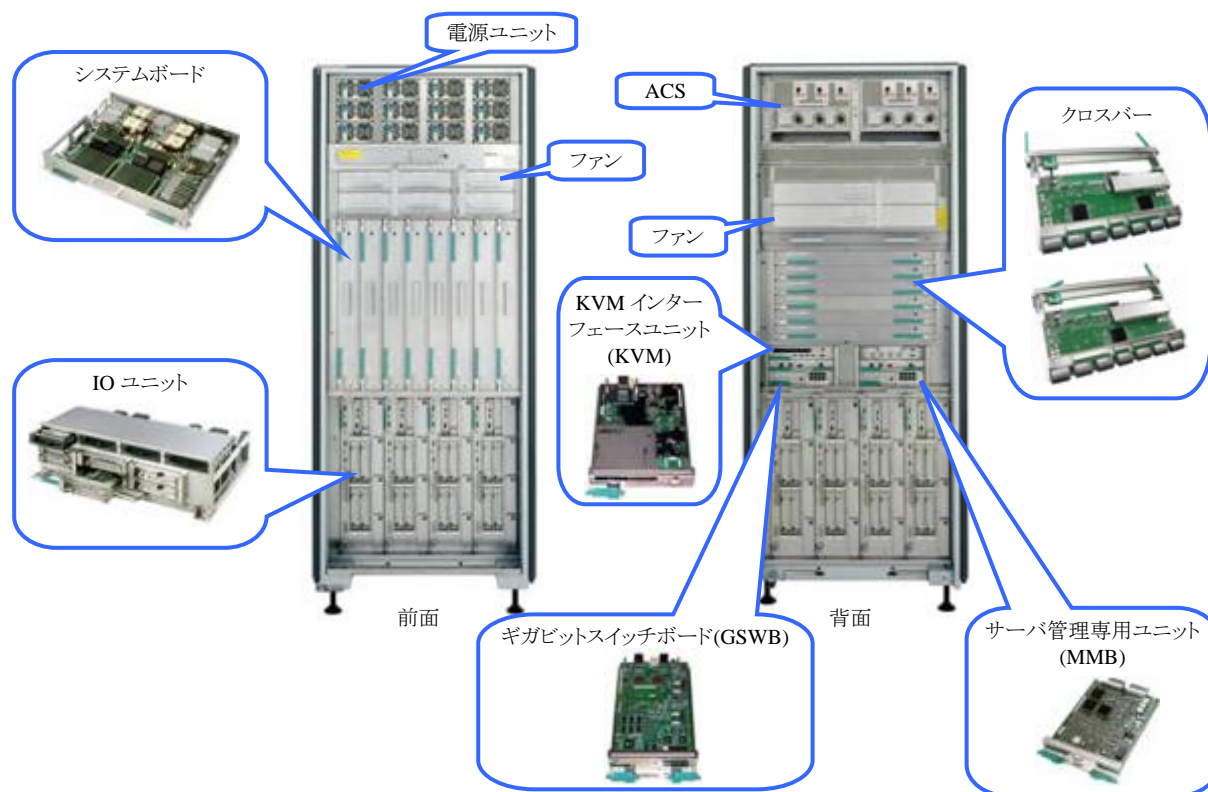 電源ユニット
システムボード
ACS
クロスバー
ファン
ファン
KVM インター
フェースユニット
(KVM)
IO ユニット
前面
背面
ギガビットスイッチボード(GSWB)
サーバ管理専用ユニット
(MMB)